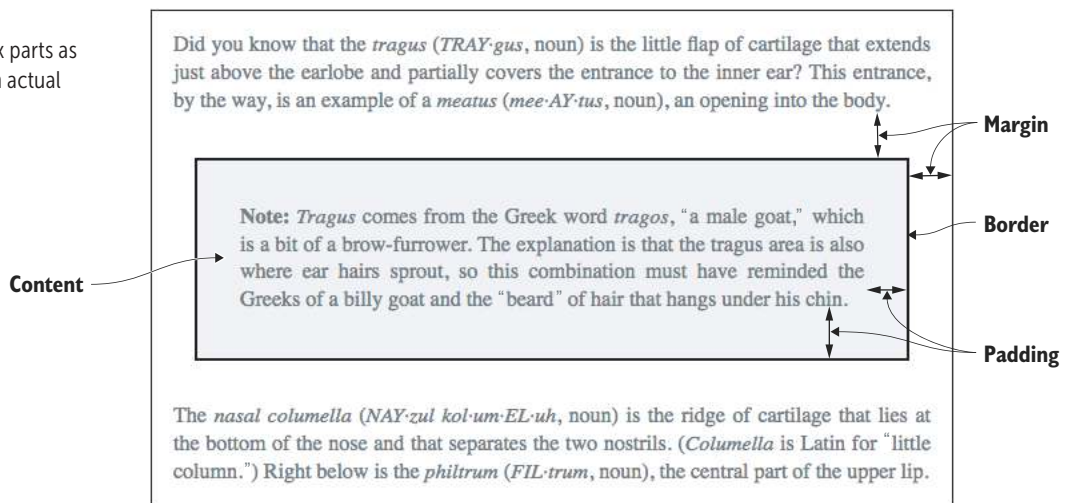 x parts as
n actual
Did you know that the tragus (TRAY·gus, noun) is the little flap of cartilage that extends
just above the earlobe and partially covers the entrance to the inner ear? This entrance,
by the way, is an example of a meatus (mee·AY·tus, noun), an opening into the body.
Margin
Note: Tragus comes from the Greek word tragos, “a male goat,” which
is a bit of a brow-furrower. The explanation is that the tragus area is also
where ear hairs sprout, so this combination must have reminded the
Greeks of a billy goat and the “beard” of hair that hangs under his chin.
Border
Content
Padding
The nasal columella (NAY·zul kol·um·EL·uh, noun) is the ridge of cartilage that lies at
the bottom of the nose and that separates the two nostrils. (Columella is Latin for “little
column.”) Right below is the philtrum (FIL·trum, noun), the central part of the upper lip.